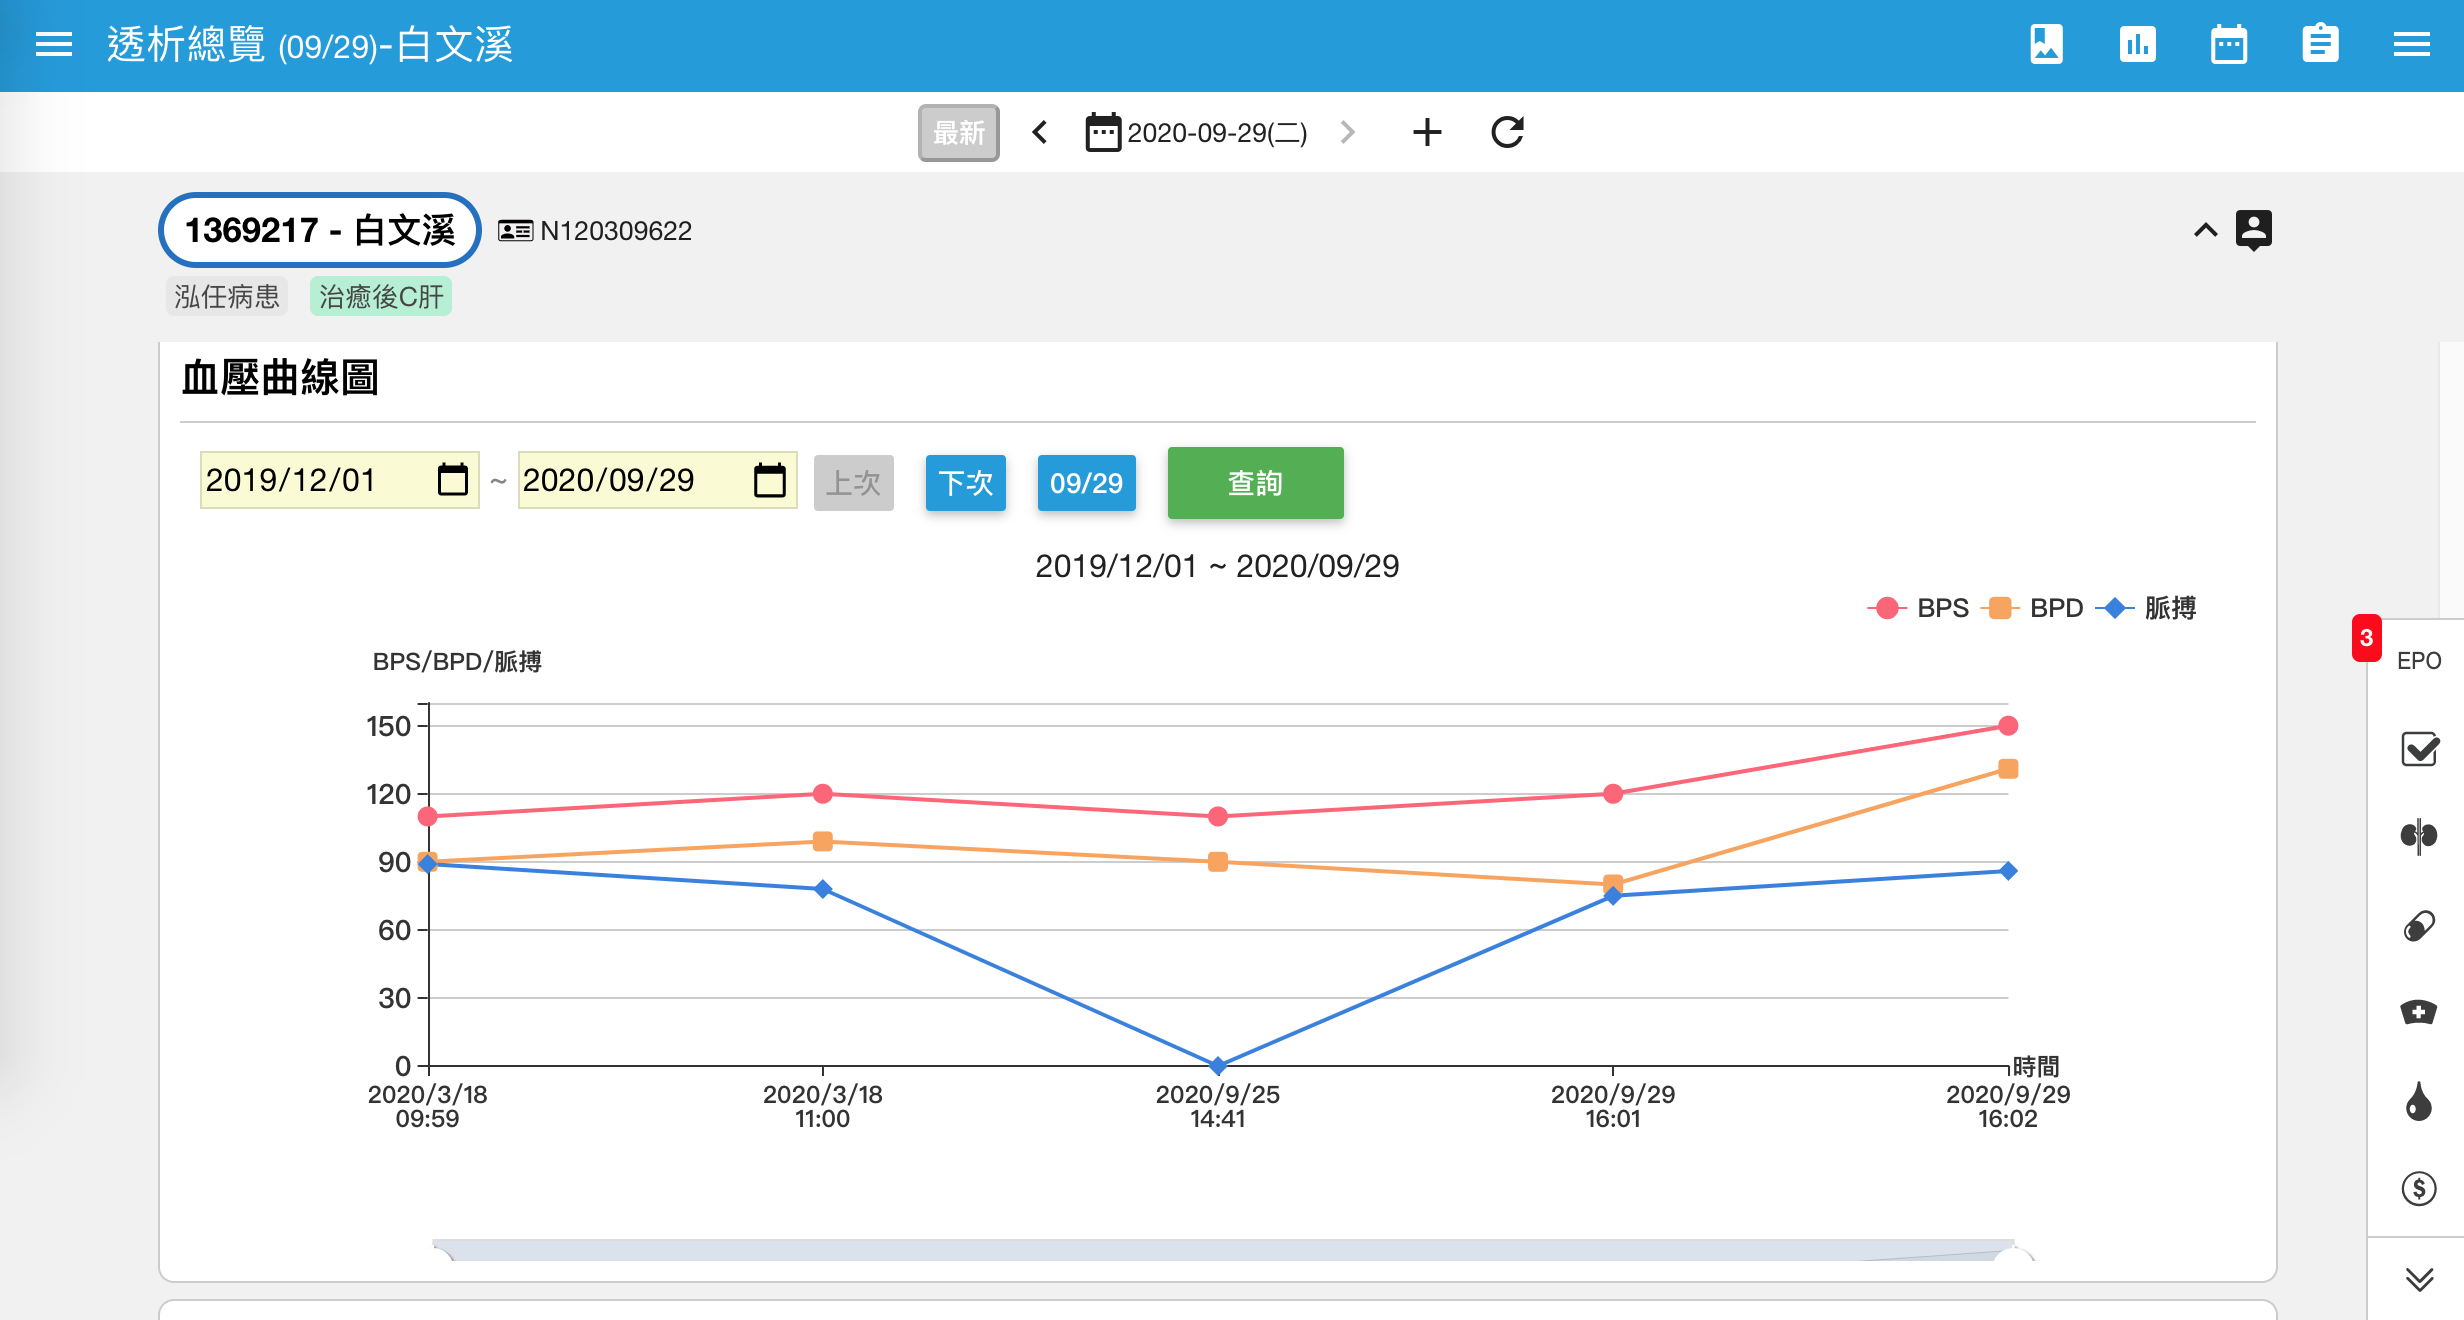 透析總覽 (09/29)-白文溪
最新
2020-09-29(二)
1369217 - 白文溪
N120309622
泓任病患 治癒後C肝
血壓曲線圖
2019/12/01 ~ 2020/09/29 上次 下次 09/29 查詢
2019/12/01 ~ 2020/09/29
BPS BPD 脈搏
3
EPO
BPS/BPD/脈搏
150
120
90
60
30
0
時間
2020/3/18 09:59
2020/3/18 11:00
2020/9/25 14:41
2020/9/29 16:01
2020/9/29 16:02